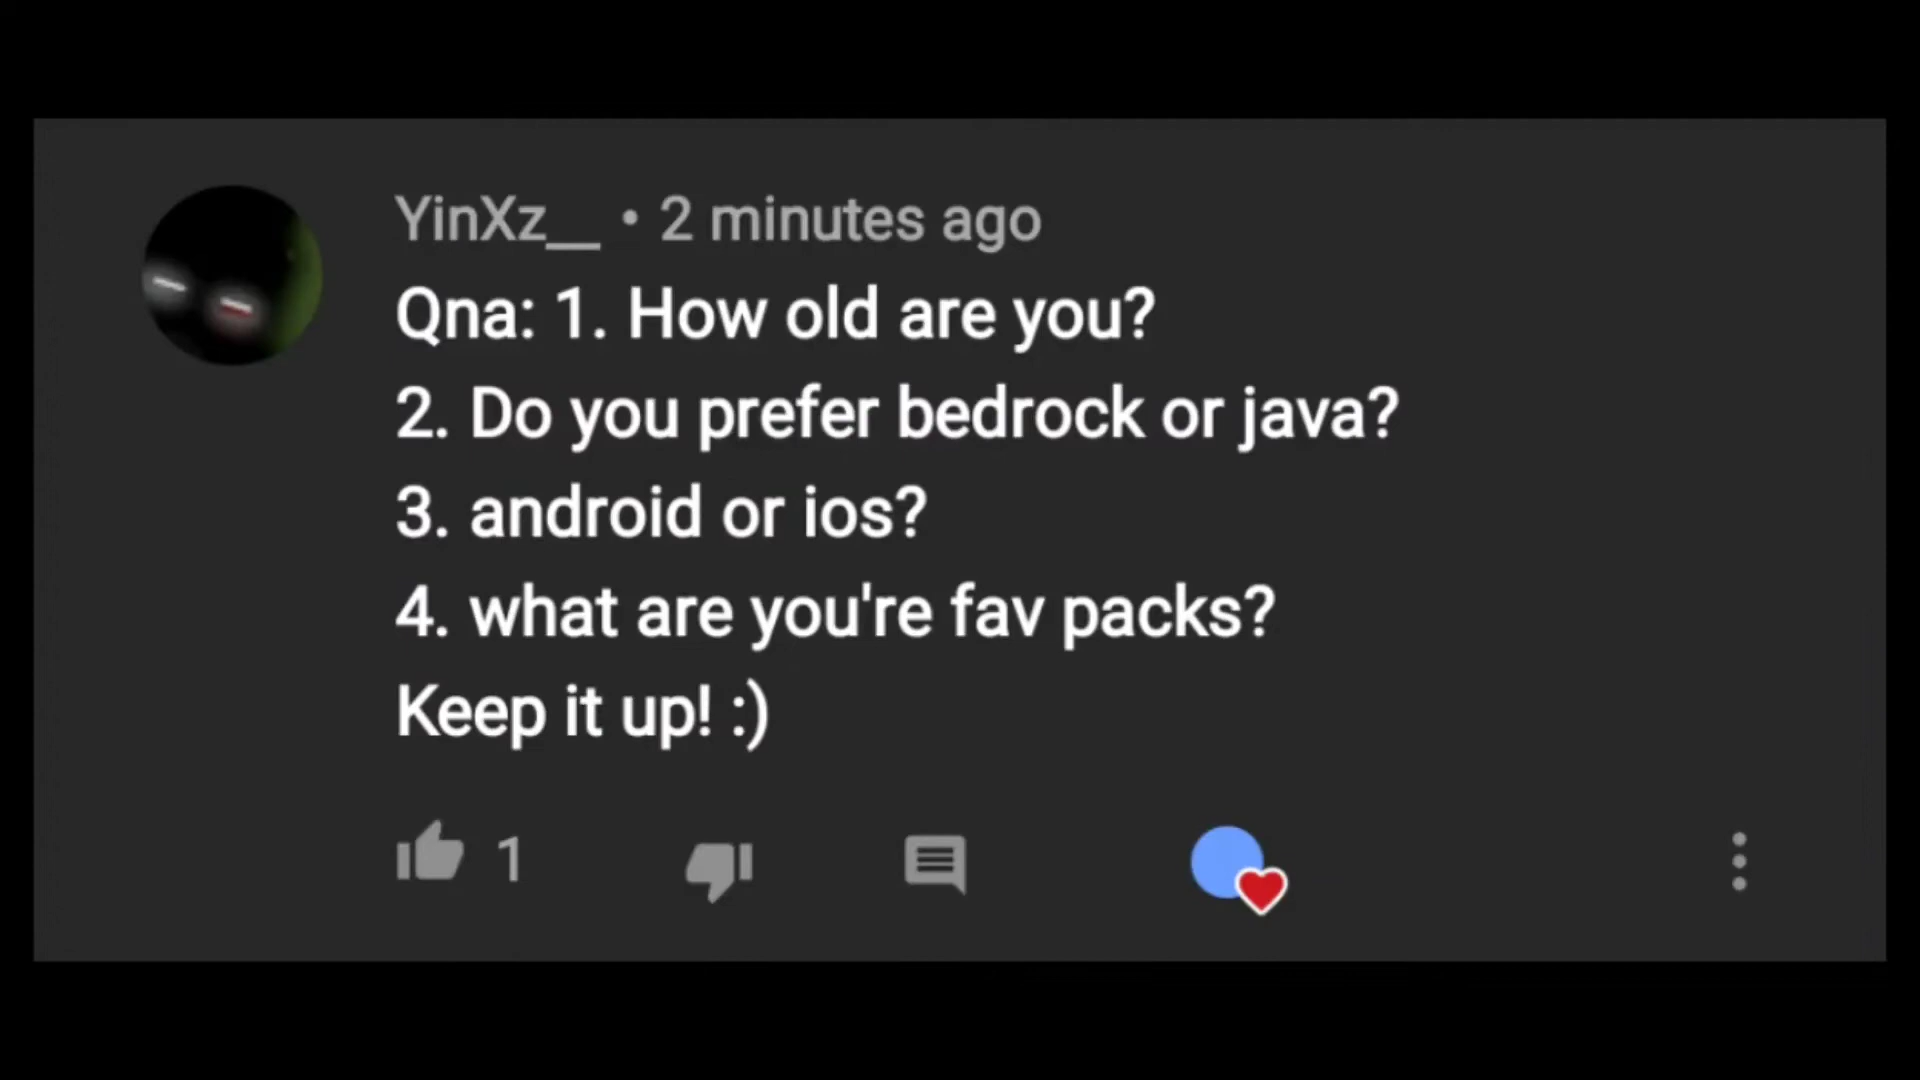 YinXz__ • 2 minutes ago
Qna: 1. How old are you?
2. Do you prefer bedrock or java?
3. android or ios?
4. what are you're fav packs?
Keep it up! :)
1